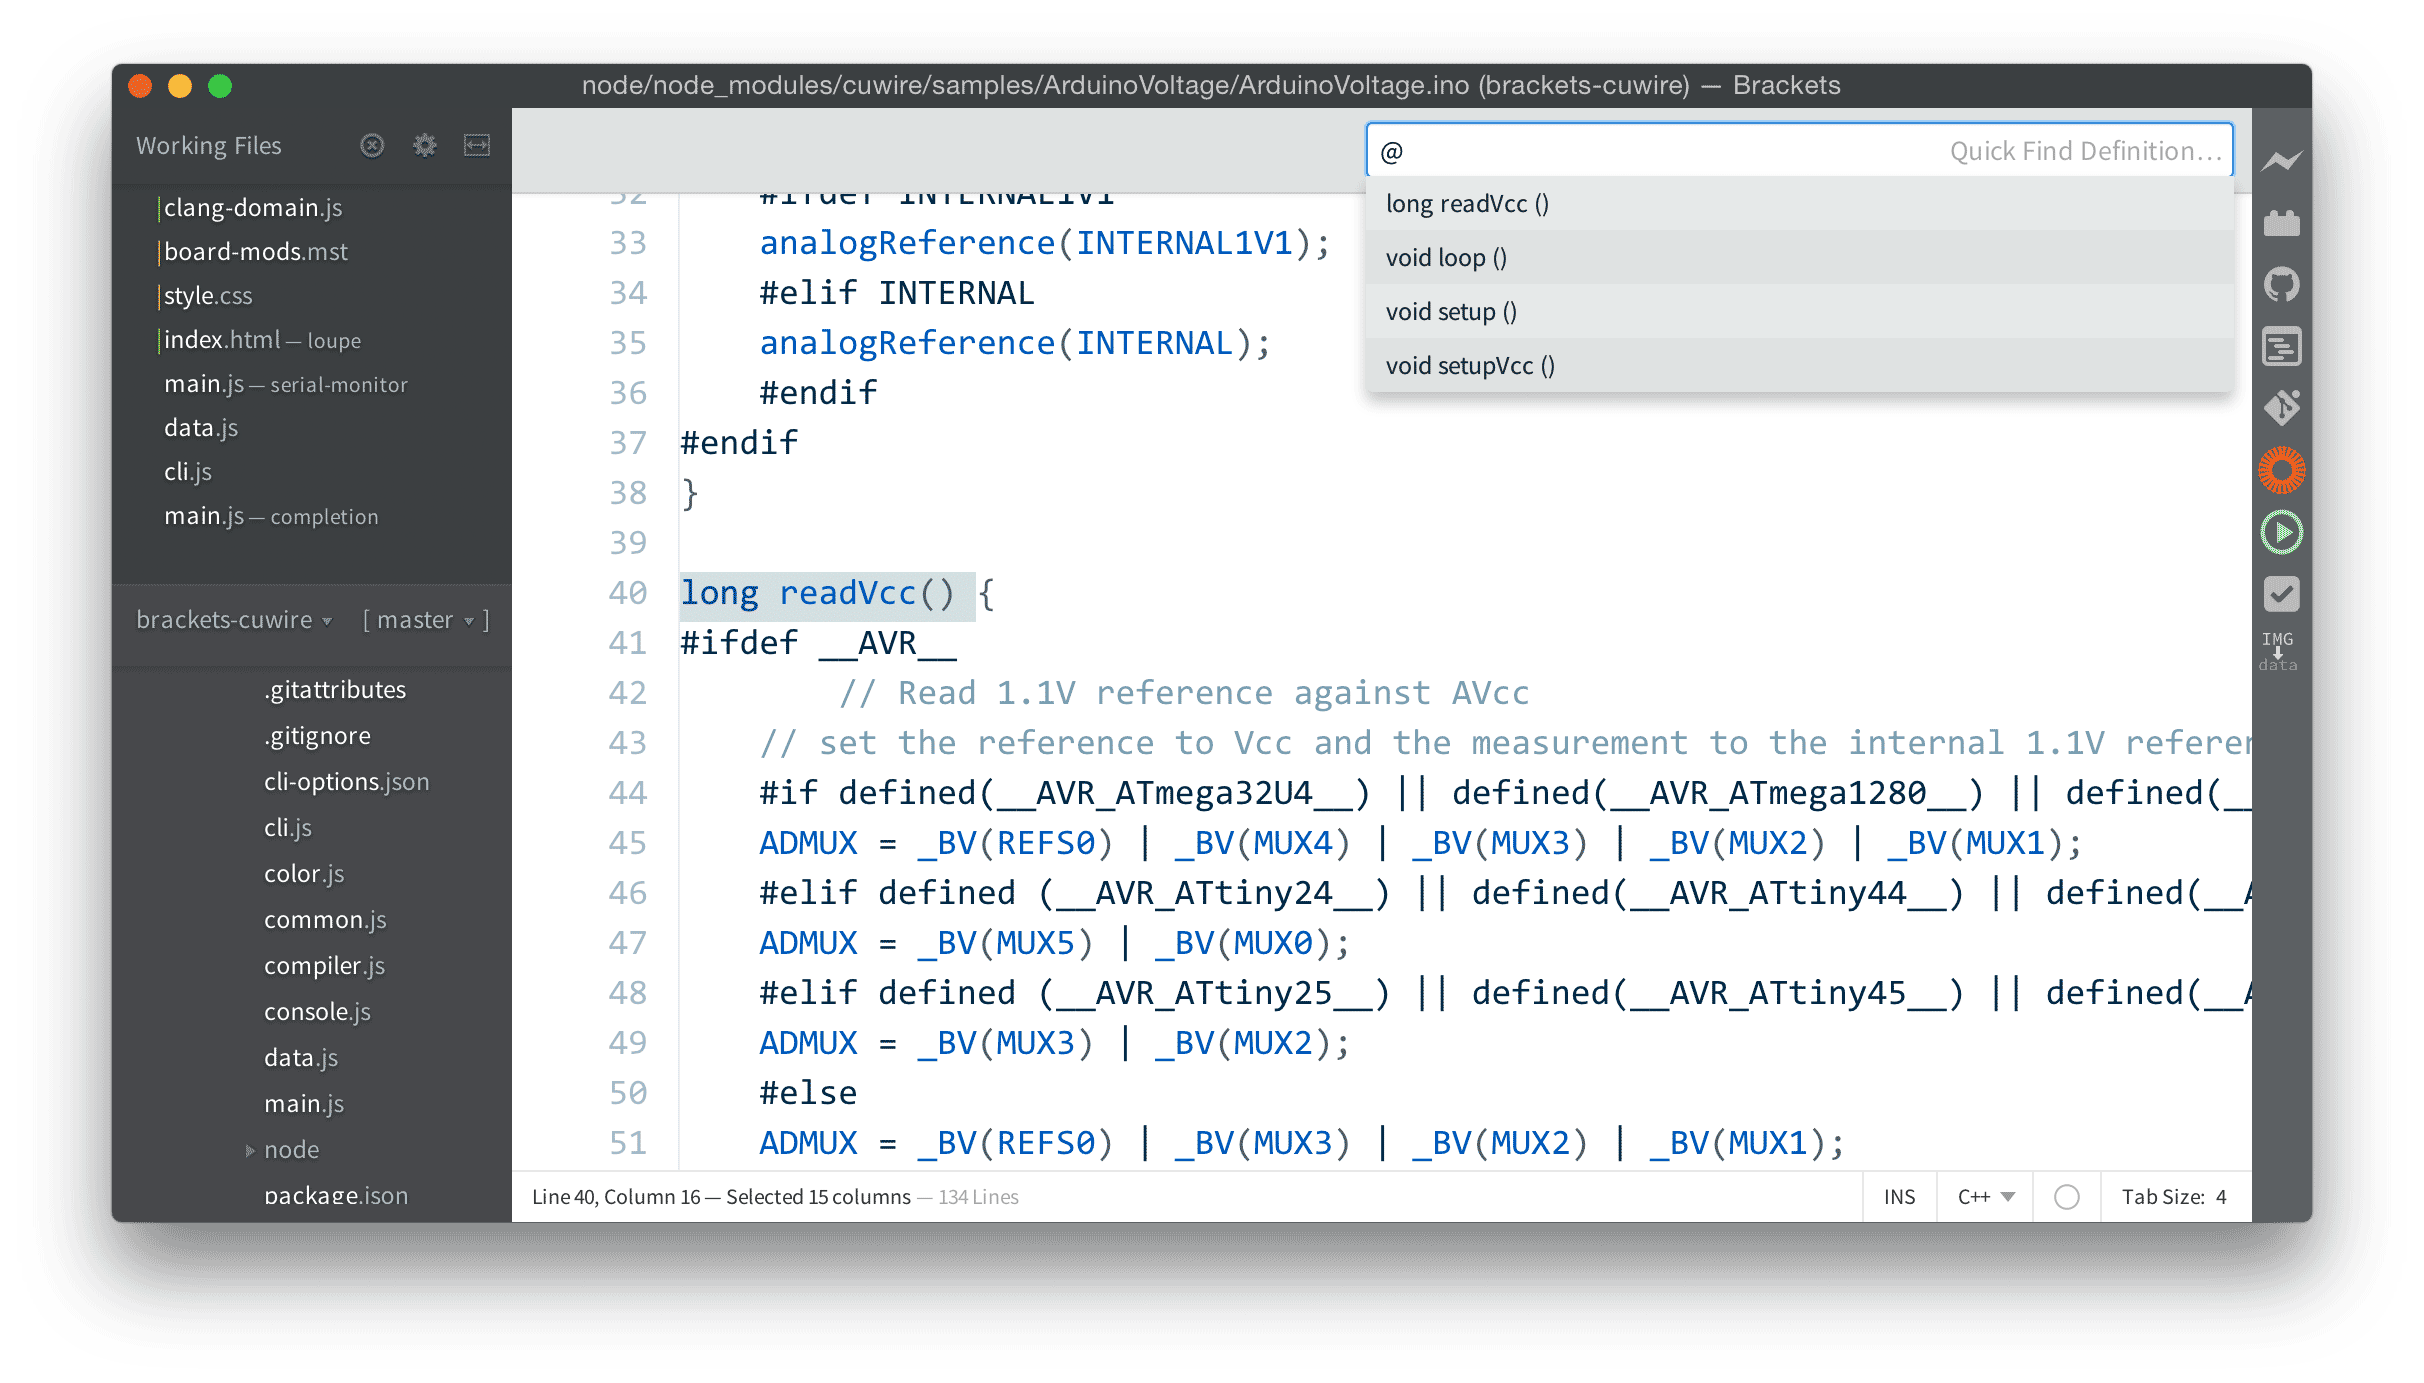 node/node_modules/cuwire/samples/ArduinoVoltage/ArduinoVoltage.ino (brackets-cuwire) — Brackets
Working Files
clang-domain.js
board-mods.mst
style.css
index.html — loupe
main.js — serial-monitor
data.js
cli.js
main.js — completion
brackets-cuwire [ master ]
.gitattributes
.gitignore
cli-options.json
cli.js
color.js
common.js
compiler.js
console.js
data.js
main.js
node
package.json
@ Quick Find Definition...
long readVcc ()
void loop ()
void setup ()
void setupVcc ()
32 #ifdef INTERNAL1V1
33 analogReference(INTERNAL1V1);
34 #elif INTERNAL
35 analogReference(INTERNAL);
36 #endif
37 #endif
38 }
39
40 long readVcc() {
41 #ifdef __AVR__
42 // Read 1.1V reference against AVcc
43 // set the reference to Vcc and the measurement to the internal 1.1V referen
44 #if defined(__AVR_ATmega32U4__) || defined(__AVR_ATmega1280__) || defined(__
45 ADMUX = _BV(REFS0) | _BV(MUX4) | _BV(MUX3) | _BV(MUX2) | _BV(MUX1);
46 #elif defined (__AVR_ATtiny24__) || defined(__AVR_ATtiny44__) || defined(__A
47 ADMUX = _BV(MUX5) | _BV(MUX0);
48 #elif defined (__AVR_ATtiny25__) || defined(__AVR_ATtiny45__) || defined(__A
49 ADMUX = _BV(MUX3) | _BV(MUX2);
50 #else
51 ADMUX = _BV(REFS0) | _BV(MUX3) | _BV(MUX2) | _BV(MUX1);
IMG
data
Line 40, Column 16 — Selected 15 columns — 134 Lines
INS C++ Tab Size: 4